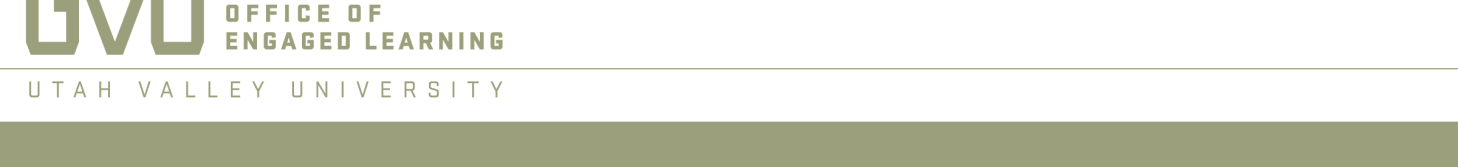 OFFICE OF
ENGAGED LEARNING
UTAH VALLEY UNIVERSITY